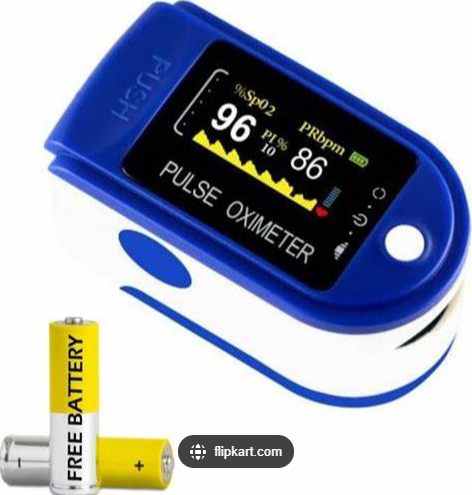 PUSH
%SpO2
96
PI%
10
PRbpm
86
PULSE OXIMETER
FREE BATTERY
-
+
flipkart.com